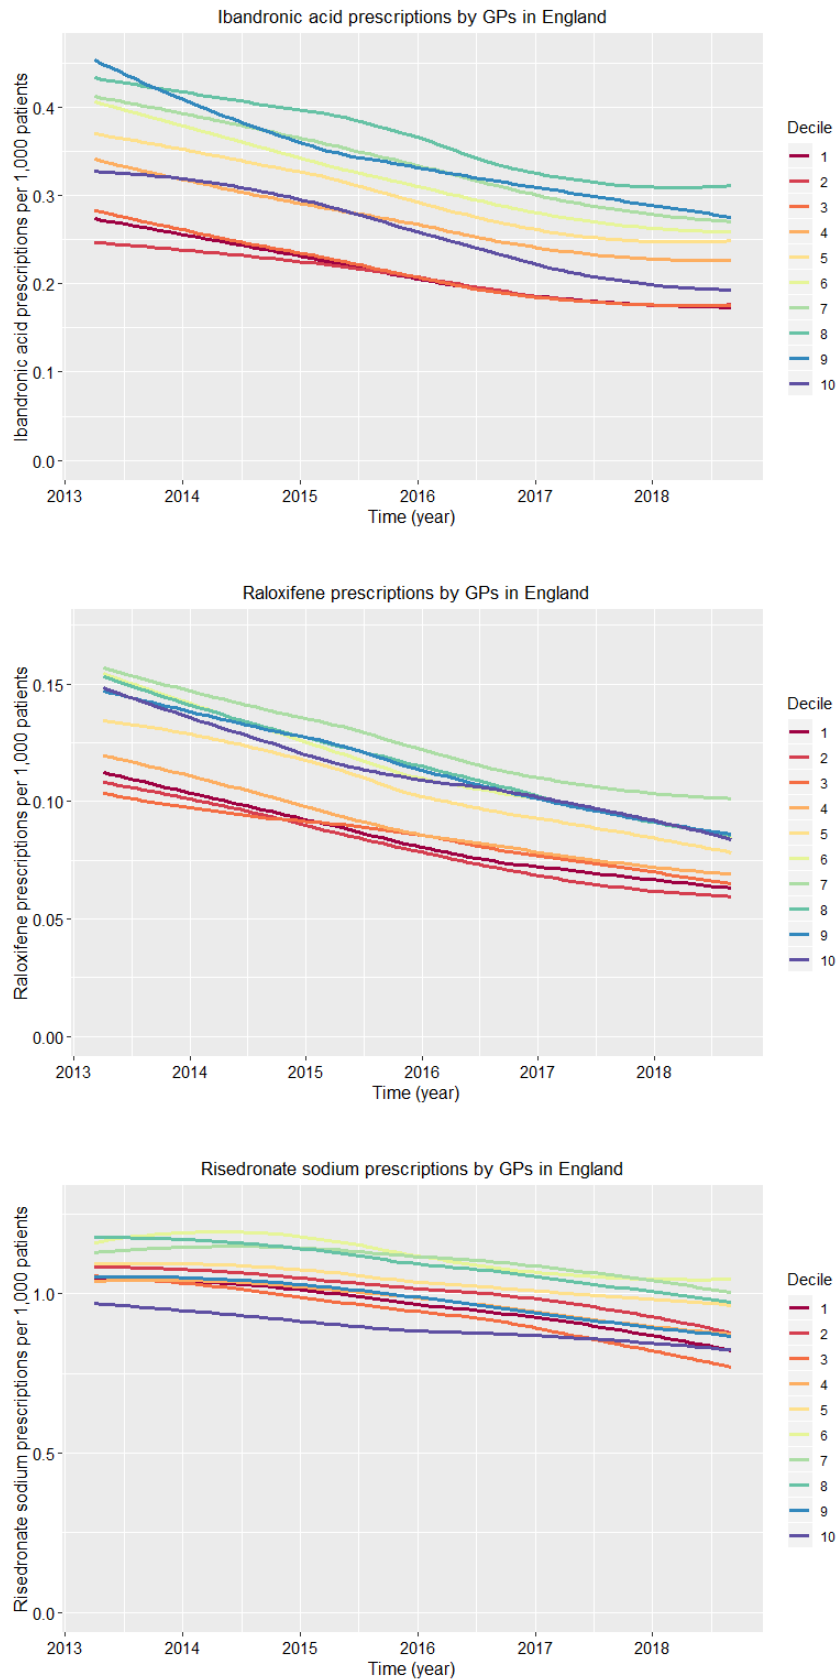 Ibandronic acid prescriptions by GPs in England
Ibandronic acid prescriptions per 1,000 patients
0.4
0.3
0.2
0.1
0.0
2013 2014 2015 2016 2017 2018
Time (year)
Decile
1
2
3
4
5
6
7
8
9
10
Raloxifene prescriptions by GPs in England
Raloxifene prescriptions per 1,000 patients
0.15
0.10
0.05
0.00
2013 2014 2015 2016 2017 2018
Time (year)
Decile
1
2
3
4
5
6
7
8
9
10
Risedronate sodium prescriptions by GPs in England
Risedronate sodium prescriptions per 1,000 patients
1.0
0.5
0.0
2013 2014 2015 2016 2017 2018
Time (year)
Decile
1
2
3
4
5
6
7
8
9
10